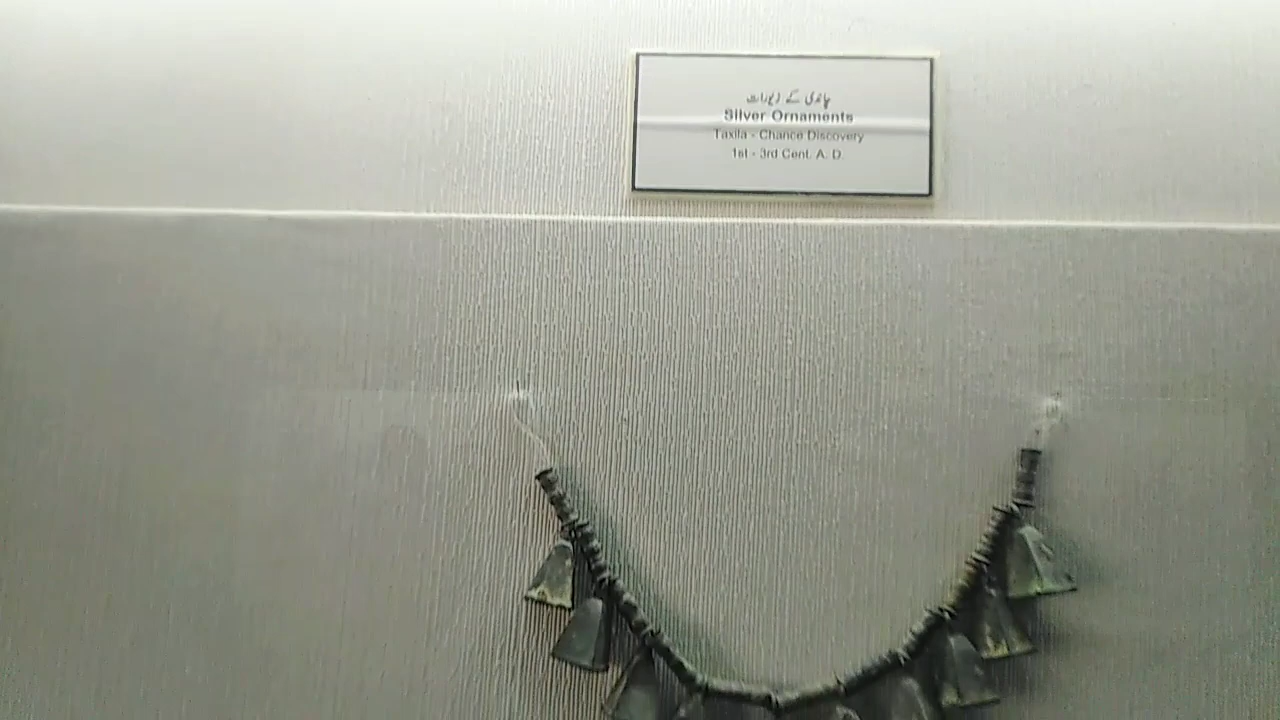 چاندی کے زیورات
Silver Ornaments
Taxila - Chance Discovery
1st - 3rd Cent. A. D.